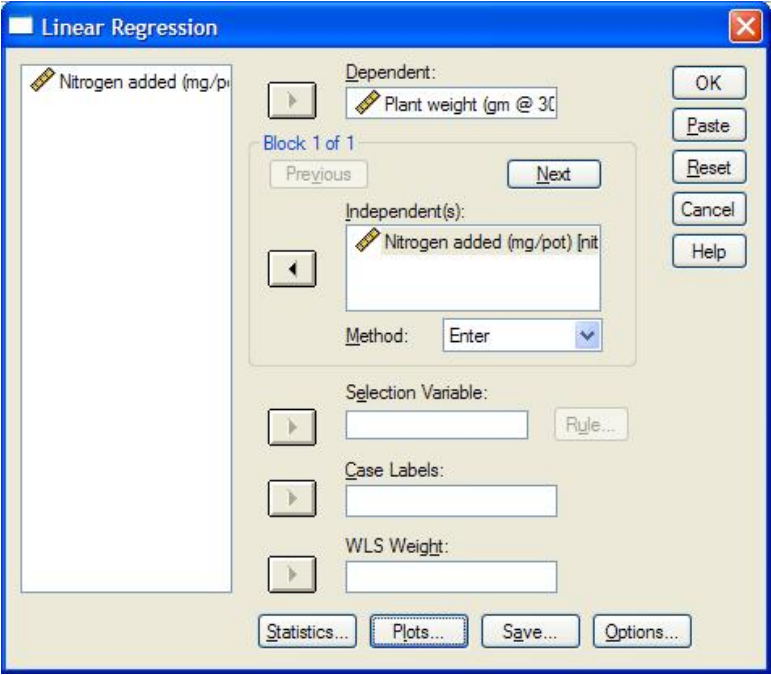 Linear Regression
Nitrogen added (mg/p
Dependent:
Plant weight (gm @ 3
Block 1 of 1
Previous
Next
Independent(s):
Nitrogen added (mg/pot) [nit
Method:
Enter
Selection Variable:
Rule...
Case Labels:
WLS Weight:
OK
Paste
Reset
Cancel
Help
Statistics...
Plots...
Save...
Options...